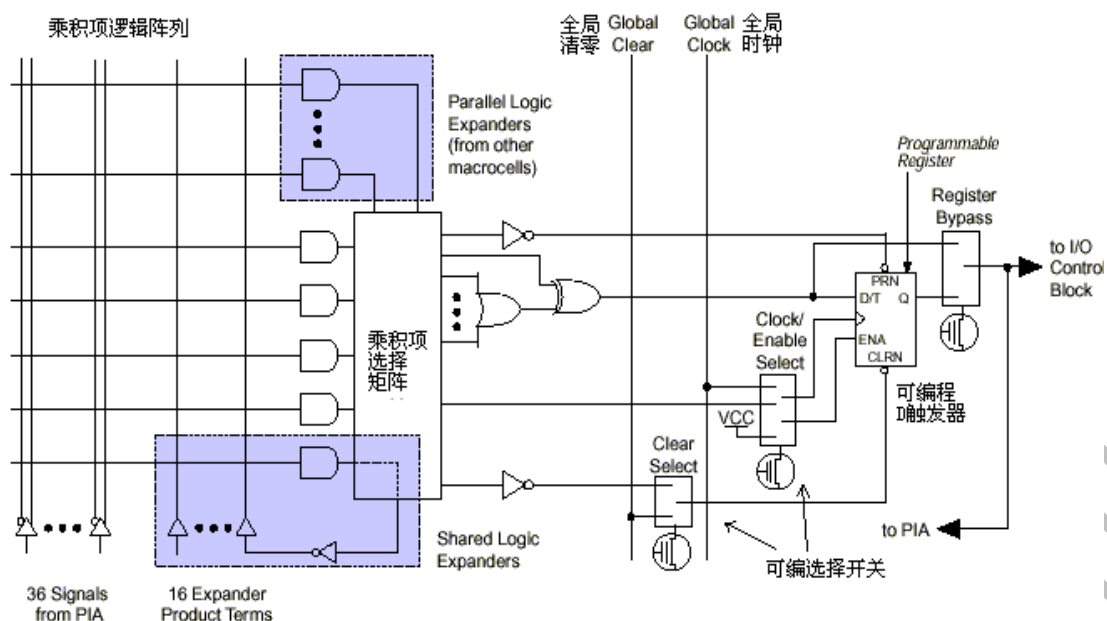 乘积项逻辑阵列
全局 Global
清零 Clear
Global 全局
Clock 时钟
Parallel Logic
Expanders
(from other
macrocells)
Programmable
Register
Register
Bypass
to I/O
Control
Block
PRN
D/T Q
ENA
CLRN
Clock/
Enable
Select
乘积项
选择
矩阵
可编程
D触发器
VCC
Clear
Select
to PIA
Shared Logic
Expanders
可编选择开关
36 Signals
from PIA
16 Expander
Product Terms